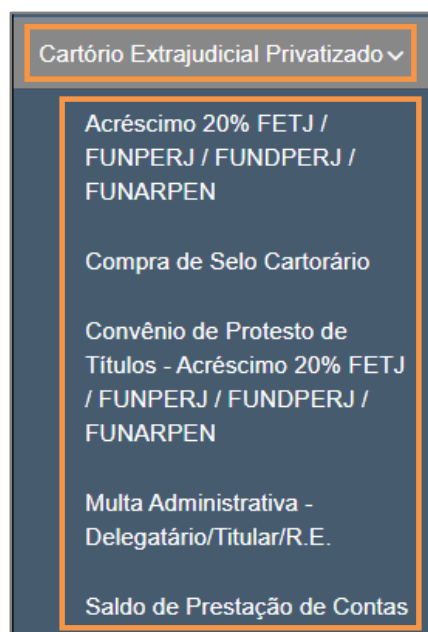 Cartório Extrajudicial Privatizado
Acréscimo 20% FETJ /
FUNPERJ / FUNDPERJ /
FUNARPEN
Compra de Selo Cartorário
Convênio de Protesto de
Títulos - Acréscimo 20% FETJ
/ FUNPERJ / FUNDPERJ /
FUNARPEN
Multa Administrativa -
Delegatário/Titular/R.E.
Saldo de Prestação de Contas